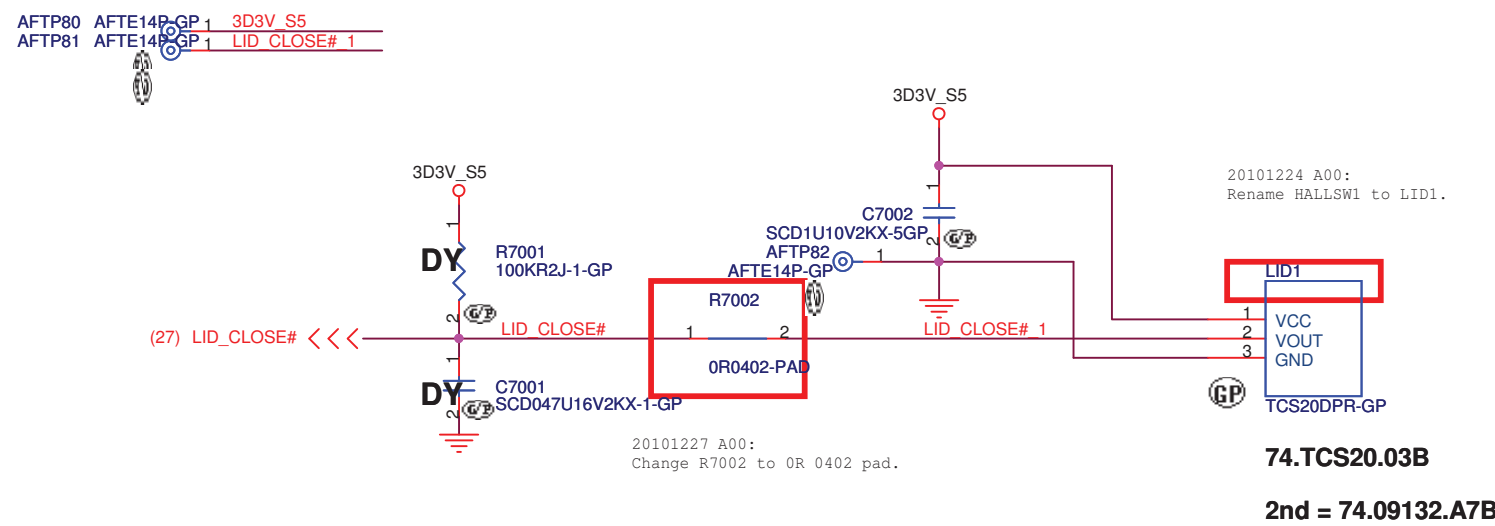 AFTP80 AFTE14P-GP 1 3D3V_S5
AFTP81 AFTE14P-GP 1 LID_CLOSE#_1
3D3V_S5
3D3V_S5
20101224 A00:
Rename HALLSW1 to LID1.
1
C7002
SCD1U10V2KX-5GP
2
G/P
AFTP82
1
AFTE14P-GP
1
DY
R7001
100KR2J-1-GP
2
G/P
R7002
LID1
(27) LID_CLOSE#
LID_CLOSE#
1
2
LID_CLOSE#_1
0R0402-PAD
1
VCC
2
VOUT
3
GND
1
DY
C7001
SCD047U16V2KX-1-GP
2
G/P
GP
TCS20DPR-GP
20101227 A00:
Change R7002 to 0R 0402 pad.
74.TCS20.03B
2nd = 74.09132.A7B